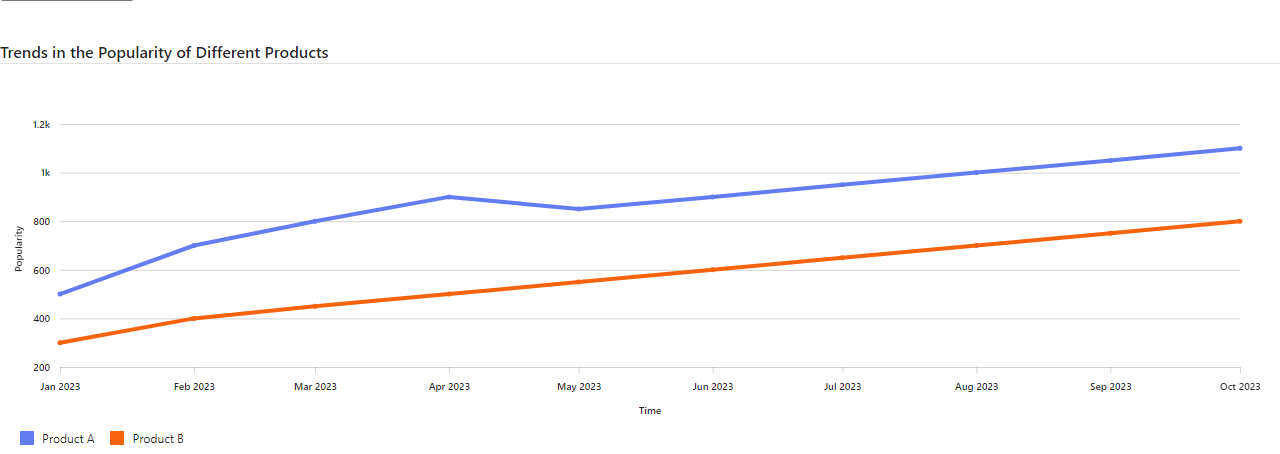 Trends in the Popularity of Different Products
1.2k
1k
800
600
400
200
Popularity
Jan 2023 Feb 2023 Mar 2023 Apr 2023 May 2023 Jun 2023 Jul 2023 Aug 2023 Sep 2023 Oct 2023
Time
Product A Product B